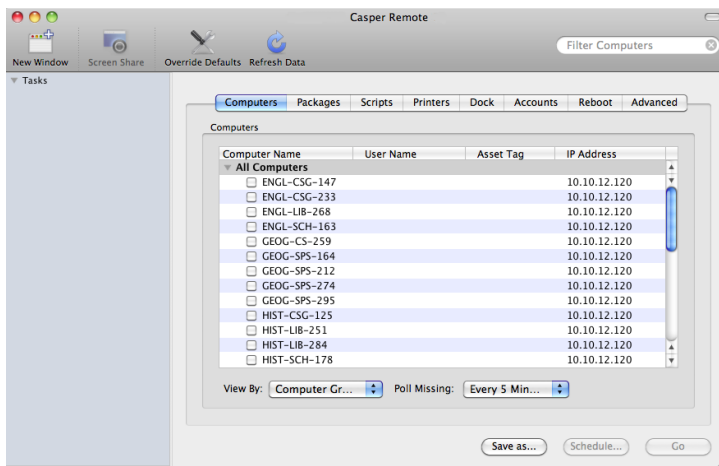 Casper Remote
New Window Screen Share Override Defaults Refresh Data
Filter Computers
Tasks
Computers Packages Scripts Printers Dock Accounts Reboot Advanced
Computers
Computer Name User Name Asset Tag IP Address
All Computers
ENGL-CSG-147 10.10.12.120
ENGL-CSG-233 10.10.12.120
ENGL-LIB-268 10.10.12.120
ENGL-SCH-163 10.10.12.120
GEOG-CS-259 10.10.12.120
GEOG-SPS-164 10.10.12.120
GEOG-SPS-212 10.10.12.120
GEOG-SPS-274 10.10.12.120
GEOG-SPS-295 10.10.12.120
HIST-CSG-125 10.10.12.120
HIST-LIB-251 10.10.12.120
HIST-LIB-284 10.10.12.120
HIST-SCH-178 10.10.12.120
View By: Computer Gr... Poll Missing: Every 5 Min...
Save as... Schedule... Go